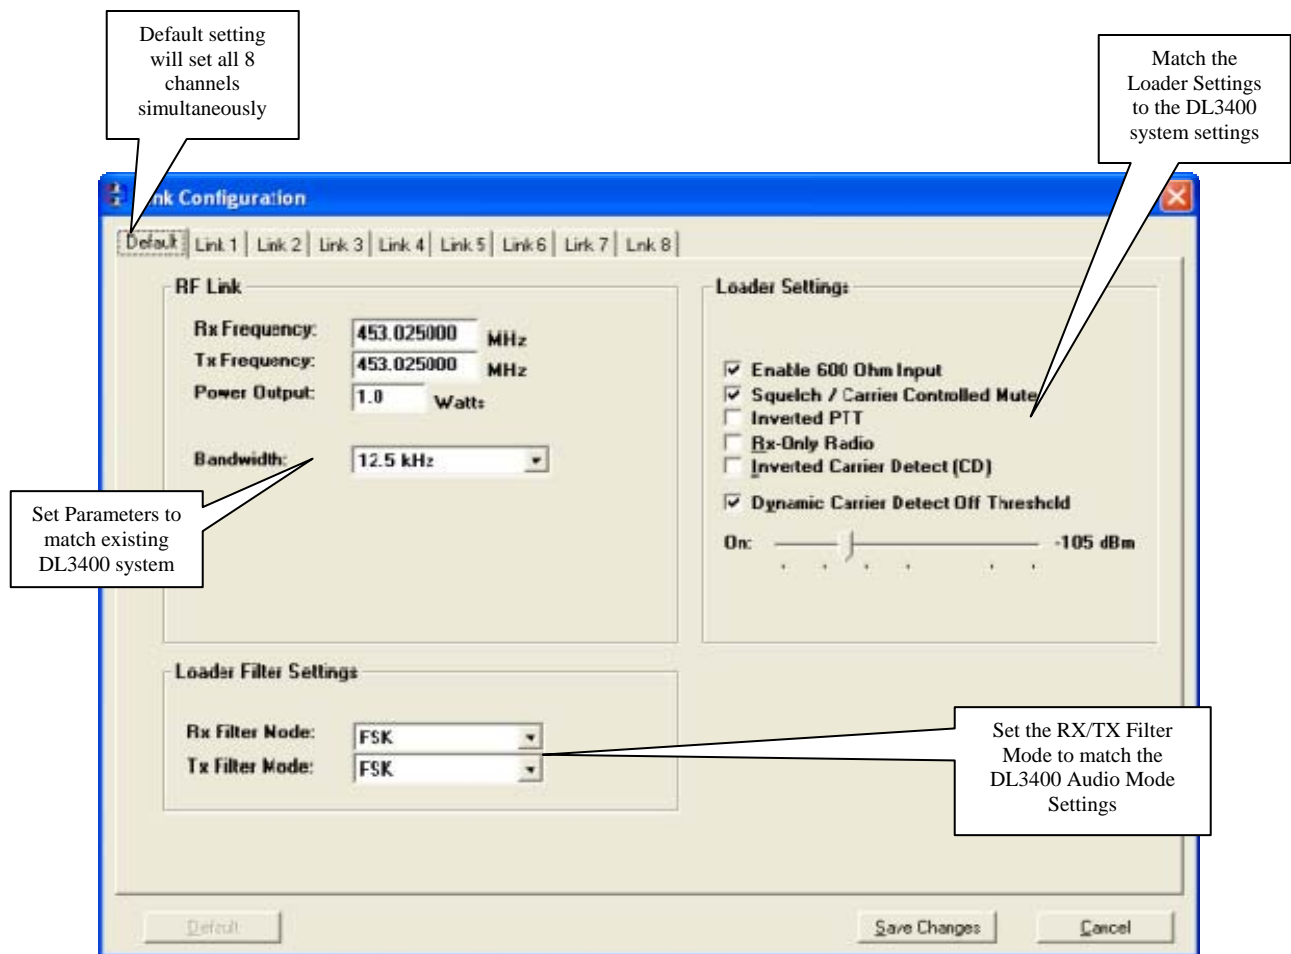 Default setting
will set all 8
channels
simultaneously
Match the
Loader Settings
to the DL3400
system settings
nk Configuration
Default Link 1 Link 2 Link 3 Link 4 Link 5 Link 6 Link 7 Link 8
RF Link
Rx Frequency: 453.025000 MHz
Tx Frequency: 453.025000 MHz
Power Output: 1.0 Watts
Bandwidth: 12.5 kHz
Set Parameters to
match existing
DL3400 system
Loader Settings
Enable 600 Ohm Input
Squelch / Carrier Controlled Mute
Inverted PTT
Rx-Only Radio
Inverted Carrier Detect (CD)
Dynamic Carrier Detect Off Threshold
On: -105 dBm
Loader Filter Settings
Rx Filter Mode: FSK
Tx Filter Mode: FSK
Set the RX/TX Filter
Mode to match the
DL3400 Audio Mode
Settings
Default
Save Changes
Cancel